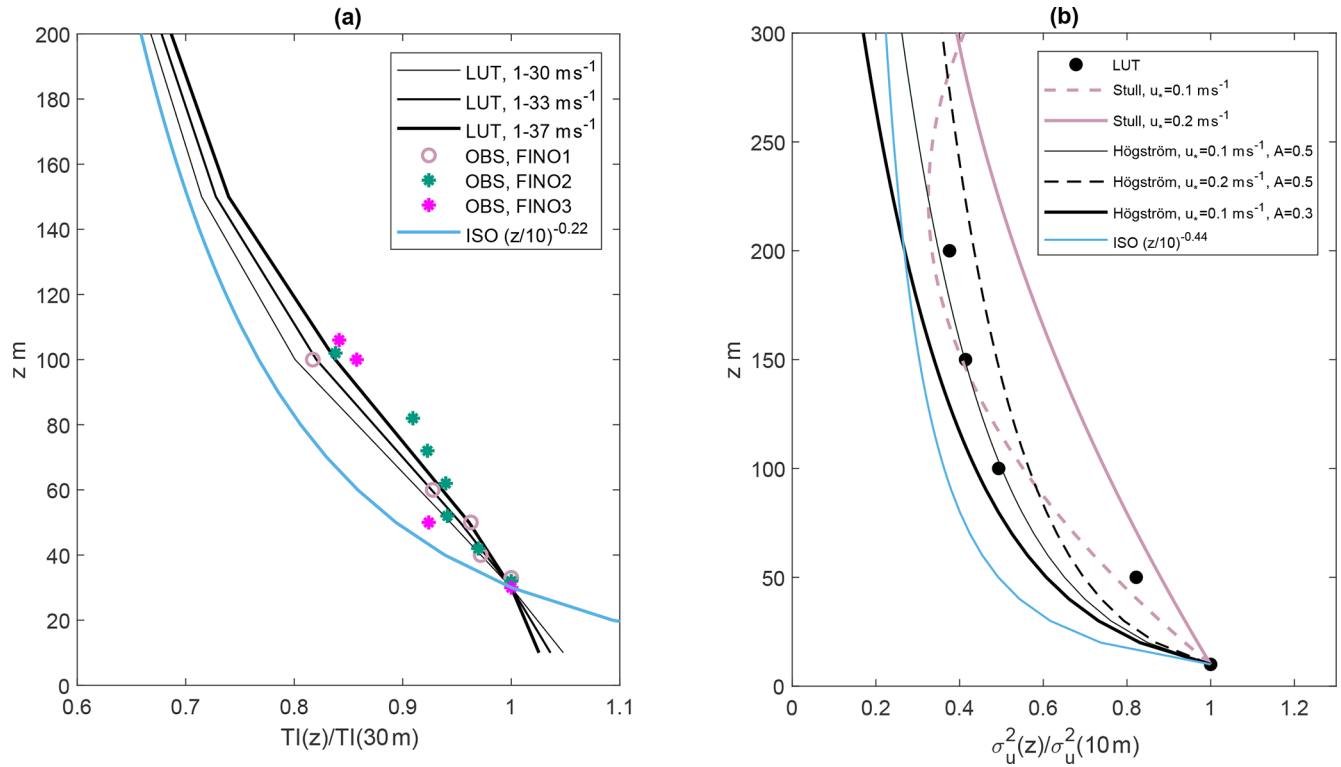 (a)
200
180
160
140
120
100
80
60
40
20
0
z m
0.6 0.7 0.8 0.9 1 1.1
TI(z)/TI(30m)
LUT, 1-30 ms⁻¹
LUT, 1-33 ms⁻¹
LUT, 1-37 ms⁻¹
OBS, FINO1
OBS, FINO2
OBS, FINO3
ISO (z/10)⁻⁰·²²
(b)
300
250
200
150
100
50
0
z m
0 0.2 0.4 0.6 0.8 1 1.2
σᵤ²(z)/σᵤ²(10m)
LUT
Stull, u⁎=0.1 ms⁻¹
Stull, u⁎=0.2 ms⁻¹
Högström, u⁎=0.1 ms⁻¹, A=0.5
Högström, u⁎=0.2 ms⁻¹, A=0.5
Högström, u⁎=0.1 ms⁻¹, A=0.3
ISO (z/10)⁻⁰·⁴⁴